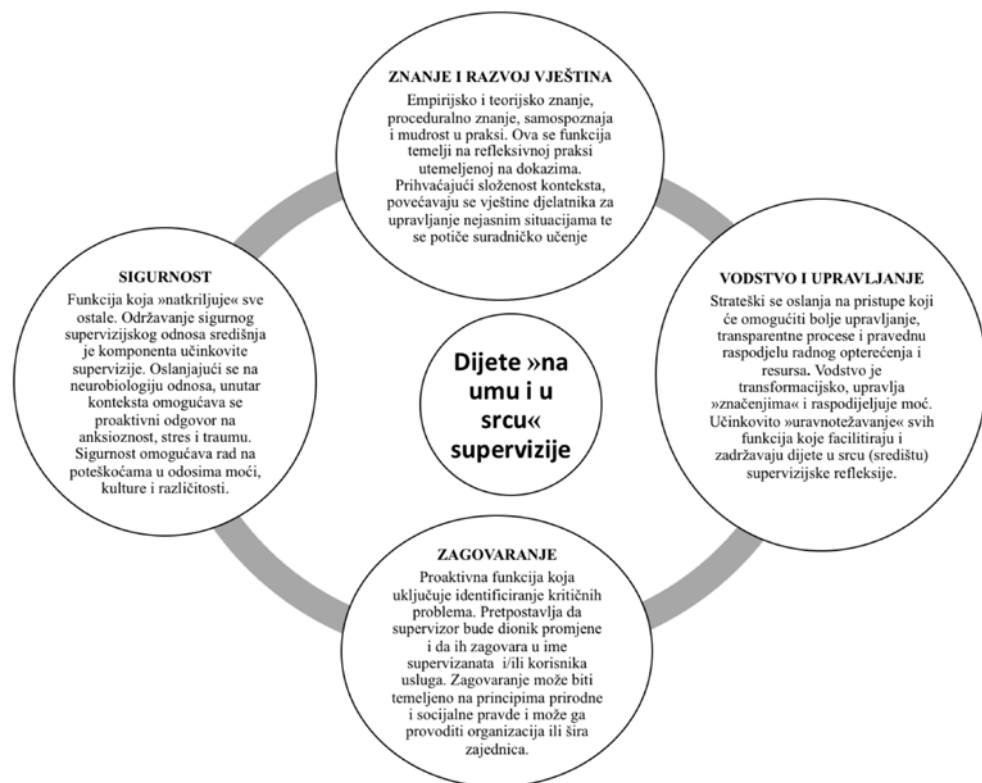 ZNANJE I RAZVOJ VJEŠTINA
Empirijsko i teorijsko znanje,
proceduralno znanje, samospoznaja
i mudrost u praksi. Ova se funkcija
temelji na refleksivnoj praksi
utemeljenoj na dokazima.
Prihvaćajući složenost konteksta,
povećavaju se vještine djelatnika za
upravljanje nejasnim situacijama te
se potiče suradničko učenje
SIGURNOST
Funkcija koja »natkriljuje« sve
ostale. Održavanje sigurnog
supervizijskog odnosa središnja
je komponenta učinkovite
supervizije. Oslanjajući se na
neurobiologiju odnosa, unutar
konteksta omogućava se
proaktivni odgovor na
anksioznost, stres i traumu.
Sigurnost omogućava rad na
poteškoćama u odosima moći,
kulture i različitosti.
Dijete »na
umu i u
srcu«
supervizije
VODSTVO I UPRAVLJANJE
Strateški se oslanja na pristupe koji
će omogućiti bolje upravljanje,
transparentne procese i pravednu
raspodjelu radnog opterećenja i
resursa. Vodstvo je
transformacijsko, upravlja
»značenjima« i raspodijeljuje moć.
Učinkovito »uravnotežavanje« svih
funkcija koje facilitiraju i
zadržavaju dijete u srcu (središtu)
supervizijske refleksije.
ZAGOVARANJE
Proaktivna funkcija koja
uključuje identificiranje kritičnih
problema. Pretpostavlja da
supervizor bude dionik promjene
i da ih zagovara u ime
supervizanata i/ili korisnika
usluga. Zagovaranje može biti
temeljeno na principima prirodne
i socijalne pravde i može ga
provoditi organizacija ili šira
zajednica.